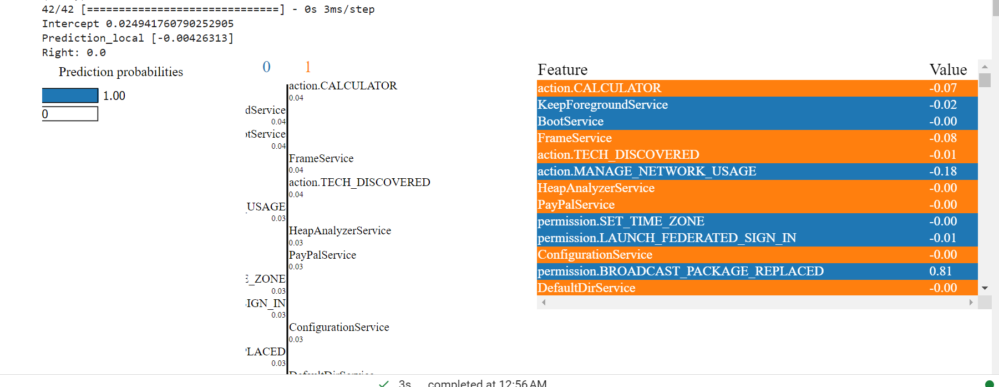 42/42 [==============================] - 0s 3ms/step
Intercept 0.024941760790252905
Prediction_local [-0.00426313]
Right: 0.0
Prediction probabilities
1.00
0
0 1
action.CALCULATOR
0.04
dService
0.04
tService
0.04
FrameService
0.04
action.TECH_DISCOVERED
0.04
_USAGE
0.03
HeapAnalyzerService
0.03
PayPalService
0.03
_ZONE
0.03
SIGN_IN
0.03
ConfigurationService
0.03
PLACED
0.03
Feature Value
action.CALCULATOR -0.07
KeepForegroundService -0.02
BootService -0.00
FrameService -0.08
action.TECH_DISCOVERED -0.01
action.MANAGE_NETWORK_USAGE -0.18
HeapAnalyzerService -0.00
PayPalService -0.00
permission.SET_TIME_ZONE -0.00
permission.LAUNCH_FEDERATED_SIGN_IN -0.01
ConfigurationService -0.00
permission.BROADCAST_PACKAGE_REPLACED 0.81
DefaultDirService -0.00
3s completed at 12:56 AM